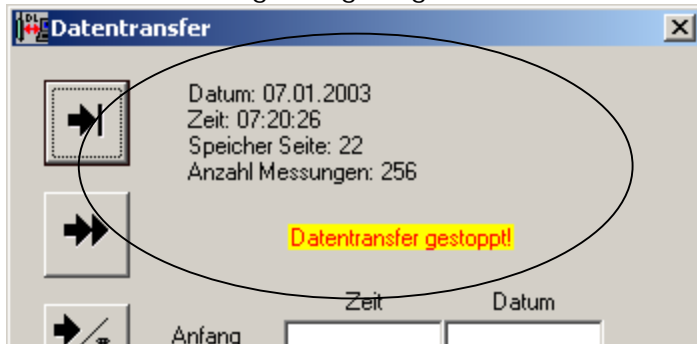 Datentransfer
Datum: 07.01.2003
Zeit: 07:20:26
Speicher Seite: 22
Anzahl Messungen: 256
Datentransfer gestoppt!
Zeit Datum
Anfang